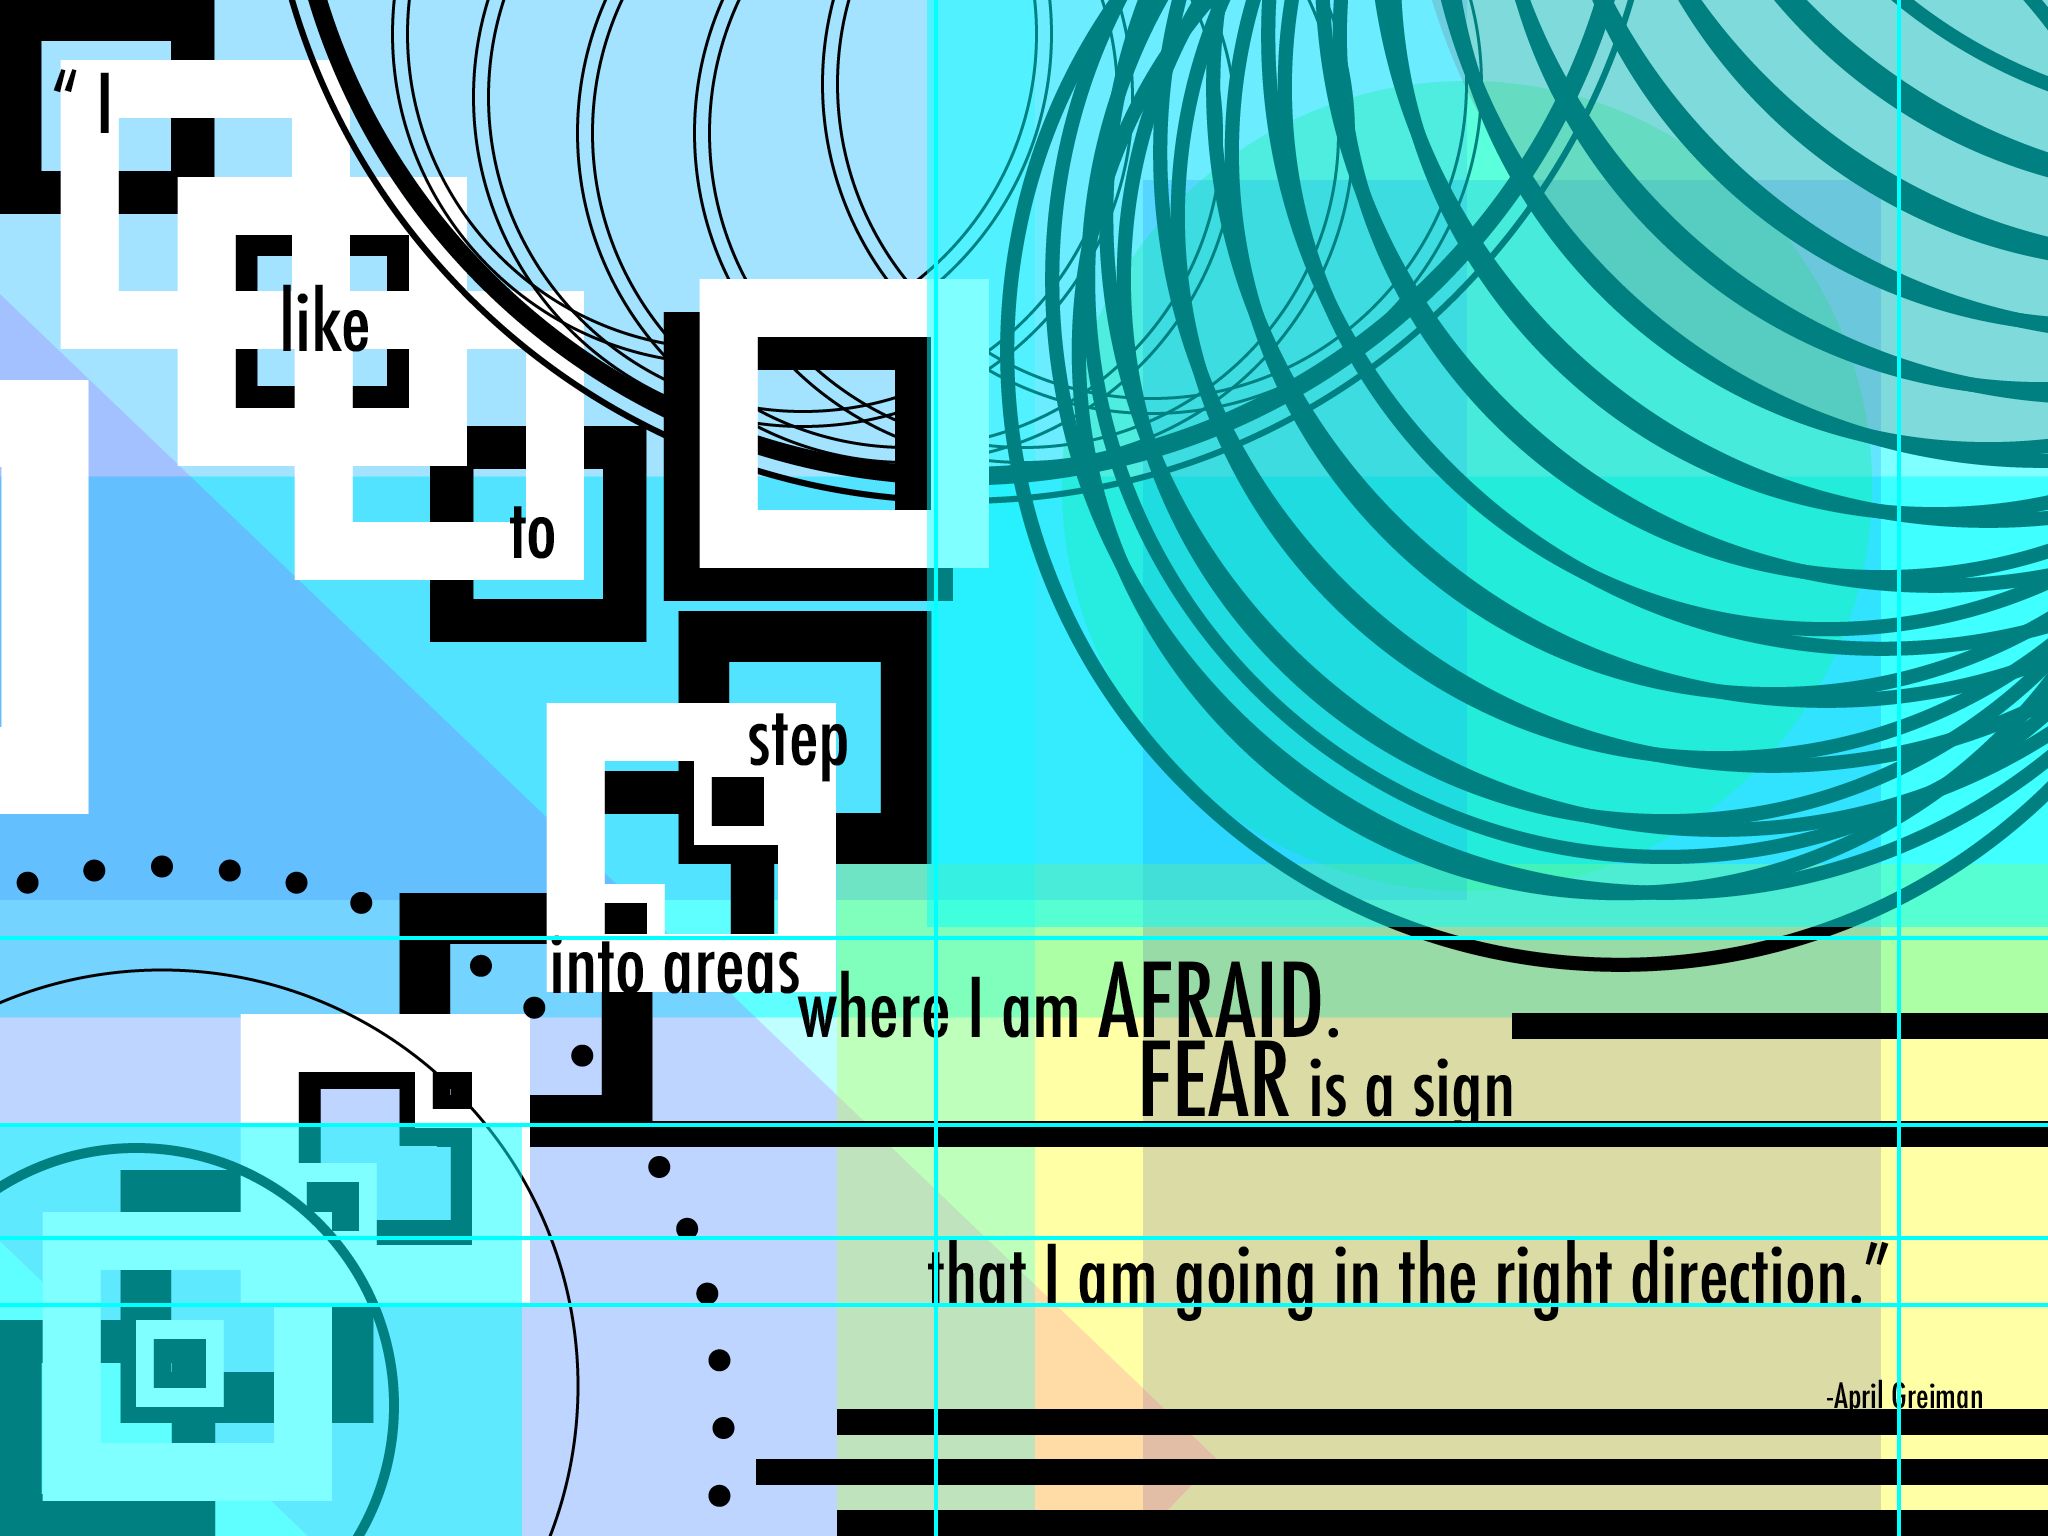 “ I
like
to
step
into areas
where I am AFRAID.
FEAR is a sign
that I am going in the right direction.”
-April Greiman